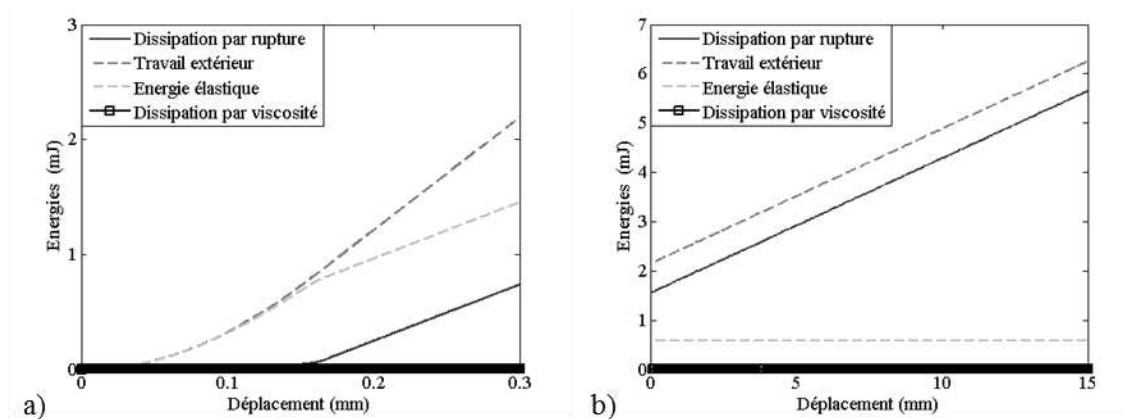 3
2
1
0
Energies (mJ)
Dissipation par rupture
Travail extérieur
Energie élastique
Dissipation par viscosité
0
0.1
0.2
0.3
Déplacement (mm)
a)
7
6
5
4
3
2
1
0
Energies (mJ)
Dissipation par rupture
Travail extérieur
Energie élastique
Dissipation par viscosité
0
5
10
15
Déplacement (mm)
b)